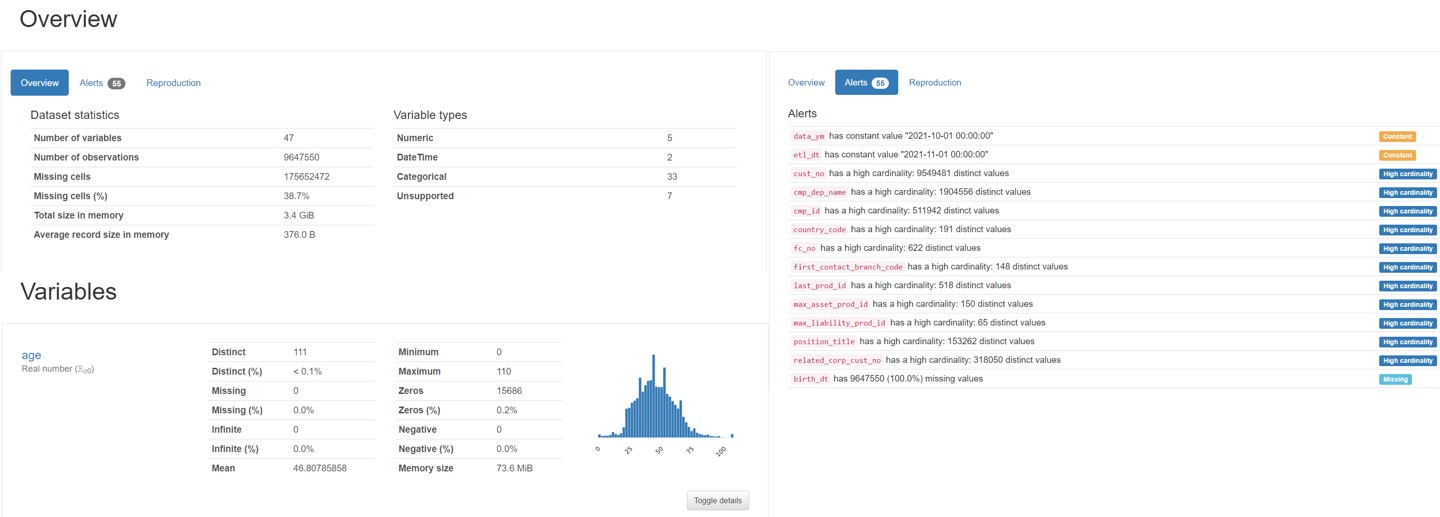 Overview
Overview Alerts 55 Reproduction
Dataset statistics
Number of variables 47
Number of observations 9647550
Missing cells 175652472
Missing cells (%) 38.7%
Total size in memory 3.4 GiB
Average record size in memory 376.0 B
Variable types
Numeric 5
DateTime 2
Categorical 33
Unsupported 7
Variables
age
Real number (ℝ≥0)
Distinct 111
Distinct (%) < 0.1%
Missing 0
Missing (%) 0.0%
Infinite 0
Infinite (%) 0.0%
Mean 46.80785858
Minimum 0
Maximum 110
Zeros 15686
Zeros (%) 0.2%
Negative 0
Negative (%) 0.0%
Memory size 73.6 MiB
0 25 50 75 100
Toggle details
Overview Alerts 55 Reproduction
Alerts
data_ym has constant value "2021-10-01 00:00:00" Constant
etl_dt has constant value "2021-11-01 00:00:00" Constant
cust_no has a high cardinality: 9549481 distinct values High cardinality
cmp_dep_name has a high cardinality: 1904556 distinct values High cardinality
cmp_id has a high cardinality: 511942 distinct values High cardinality
country_code has a high cardinality: 191 distinct values High cardinality
fc_no has a high cardinality: 622 distinct values High cardinality
first_contact_branch_code has a high cardinality: 148 distinct values High cardinality
last_prod_id has a high cardinality: 518 distinct values High cardinality
max_asset_prod_id has a high cardinality: 150 distinct values High cardinality
max_liability_prod_id has a high cardinality: 65 distinct values High cardinality
position_title has a high cardinality: 153262 distinct values High cardinality
related_corp_cust_no has a high cardinality: 318050 distinct values High cardinality
birth_dt has 9647550 (100.0%) missing values Missing